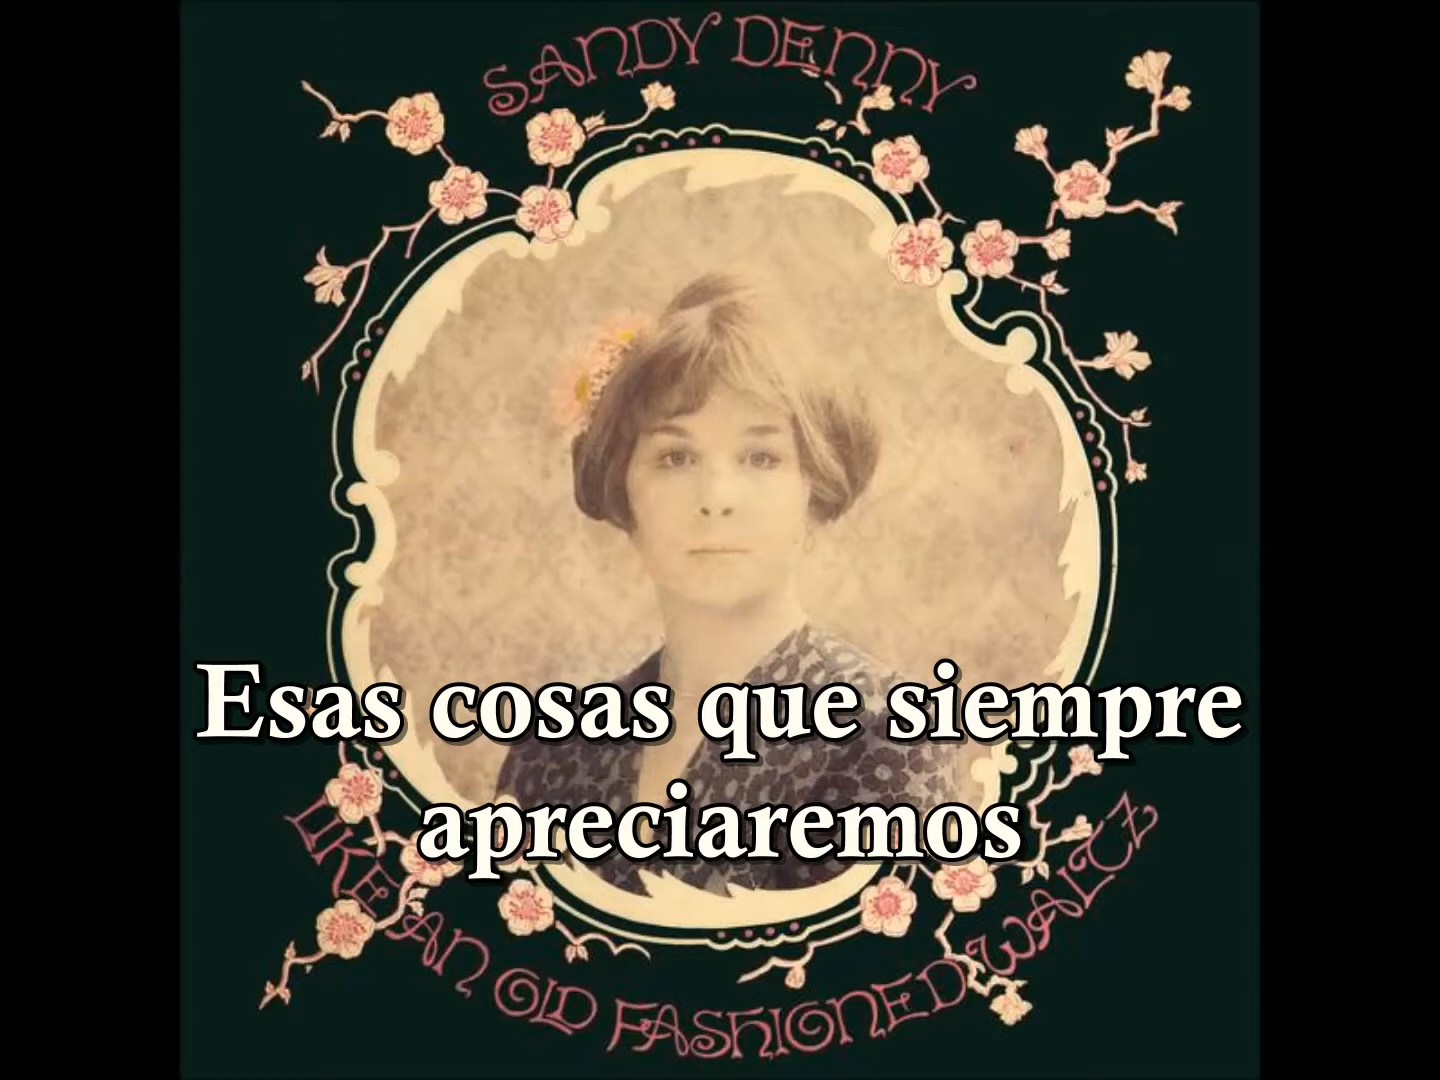 SANDY DENNY
Esas cosas que siempre
apreciaremos
LIKE AN OLD FASHIONED WALTZ